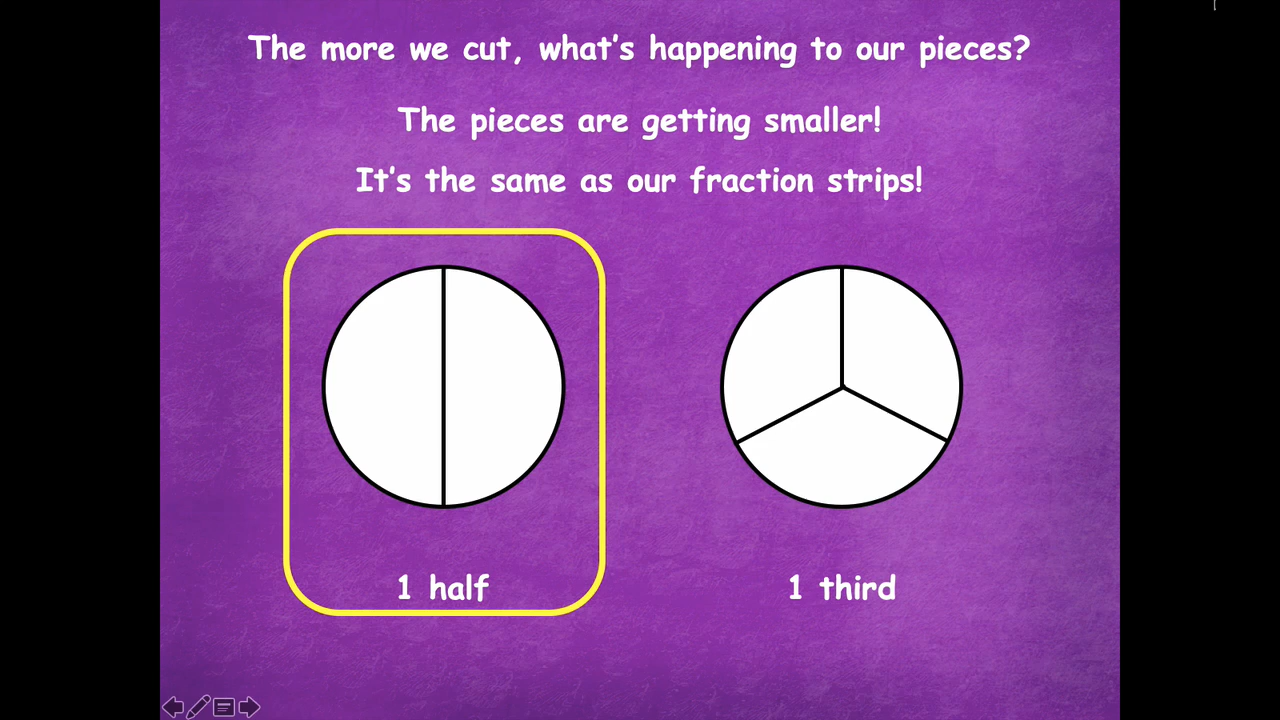 The more we cut, what's happening to our pieces?
The pieces are getting smaller!
It's the same as our fraction strips!
1 half
1 third